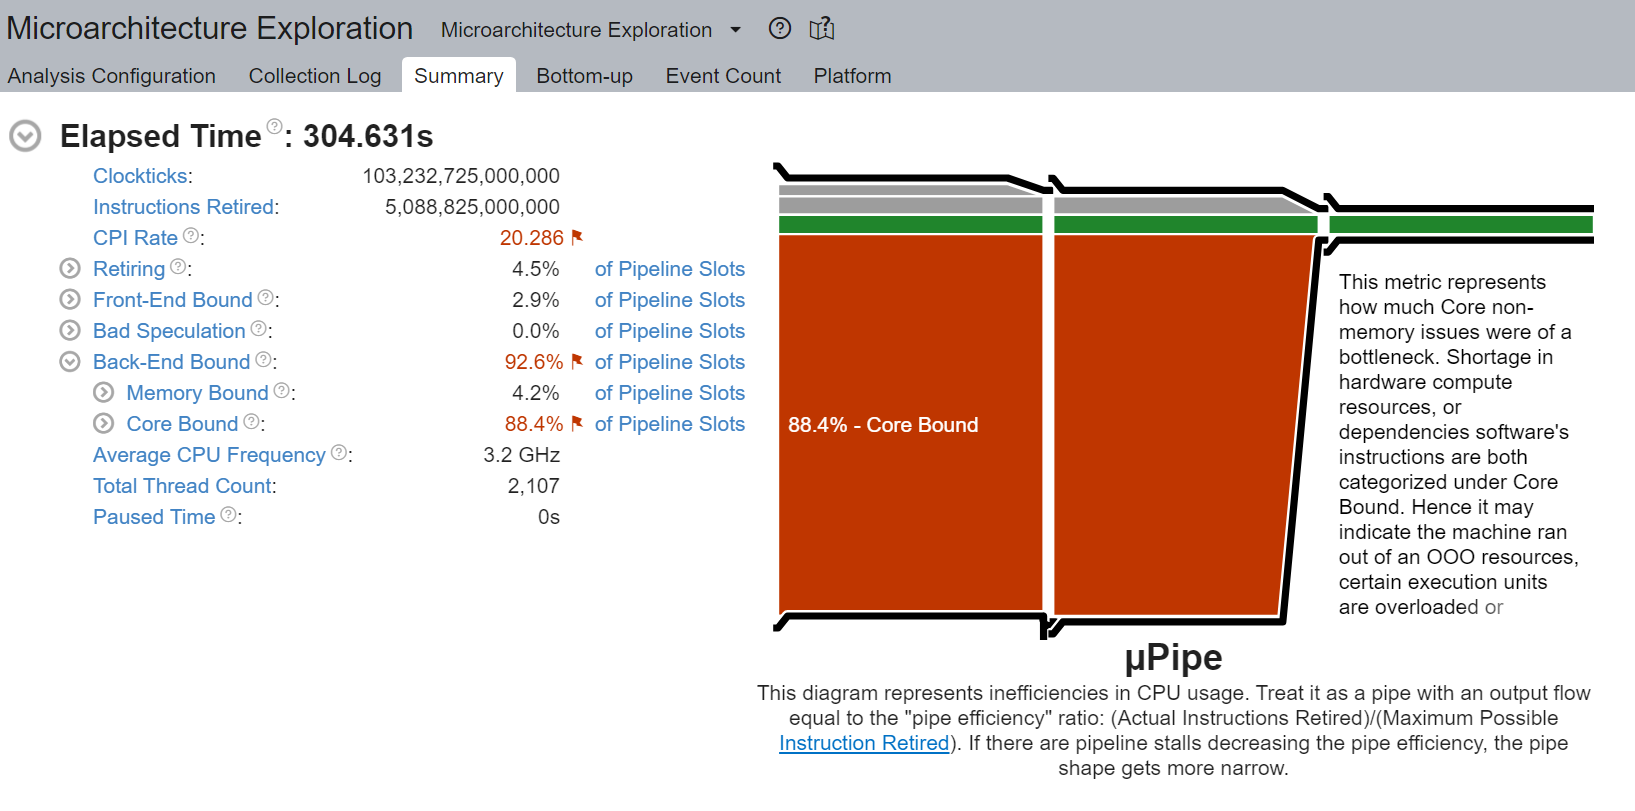 Microarchitecture Exploration Microarchitecture Exploration
Analysis Configuration Collection Log Summary Bottom-up Event Count Platform
Elapsed Time ?: 304.631s
Clockticks: 103,232,725,000,000
Instructions Retired: 5,088,825,000,000
CPI Rate ?: 20.286
Retiring ?: 4.5% of Pipeline Slots
Front-End Bound ?: 2.9% of Pipeline Slots
Bad Speculation ?: 0.0% of Pipeline Slots
Back-End Bound ?: 92.6% of Pipeline Slots
Memory Bound ?: 4.2% of Pipeline Slots
Core Bound ?: 88.4% of Pipeline Slots
Average CPU Frequency ?: 3.2 GHz
Total Thread Count: 2,107
Paused Time ?: 0s
88.4% - Core Bound
This metric represents
how much Core non-
memory issues were of a
bottleneck. Shortage in
hardware compute
resources, or
dependencies software's
instructions are both
categorized under Core
Bound. Hence it may
indicate the machine ran
out of an OOO resources,
certain execution units
are overloaded or
µPipe
This diagram represents inefficiencies in CPU usage. Treat it as a pipe with an output flow
equal to the "pipe efficiency" ratio: (Actual Instructions Retired)/(Maximum Possible
Instruction Retired). If there are pipeline stalls decreasing the pipe efficiency, the pipe
shape gets more narrow.